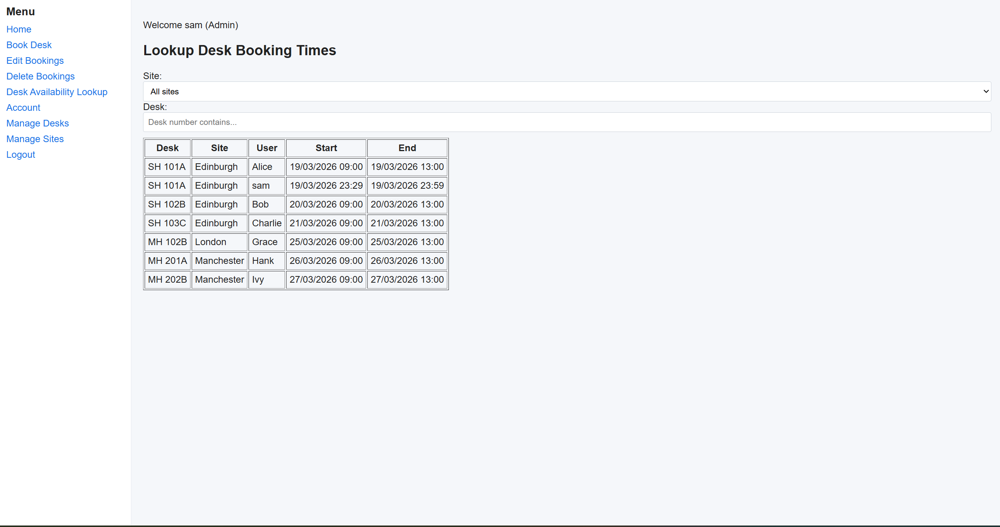 Menu
Home
Book Desk
Edit Bookings
Delete Bookings
Desk Availability Lookup
Account
Manage Desks
Manage Sites
Logout
Welcome sam (Admin)
Lookup Desk Booking Times
Site:
All sites
Desk:
Desk number contains...
Desk Site User Start End
SH 101A Edinburgh Alice 19/03/2026 09:00 19/03/2026 13:00
SH 101A Edinburgh sam 19/03/2026 23:29 19/03/2026 23:59
SH 102B Edinburgh Bob 20/03/2026 09:00 20/03/2026 13:00
SH 103C Edinburgh Charlie 21/03/2026 09:00 21/03/2026 13:00
MH 102B London Grace 25/03/2026 09:00 25/03/2026 13:00
MH 201A Manchester Hank 26/03/2026 09:00 26/03/2026 13:00
MH 202B Manchester Ivy 27/03/2026 09:00 27/03/2026 13:00